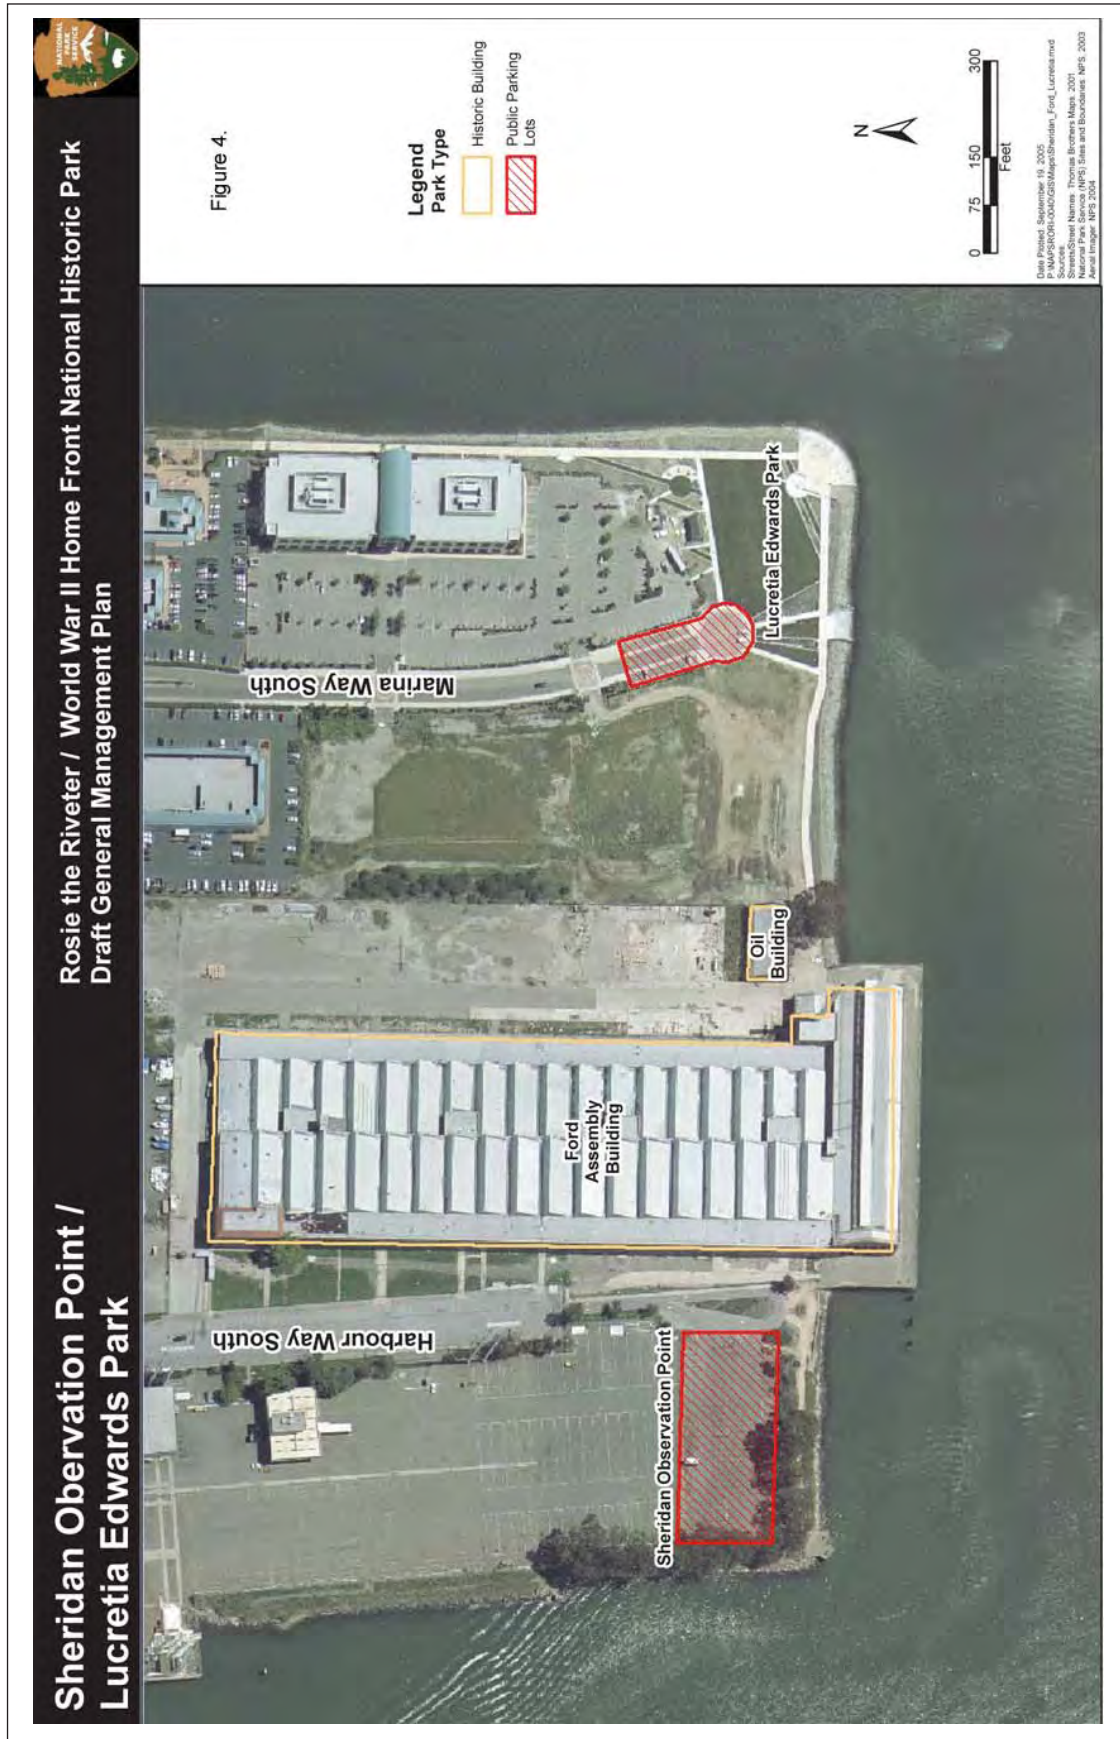 Sheridan Obervation Point /
Lucretia Edwards Park
Rosie the Riveter / World War II Home Front National Historic Park
Draft General Management Plan
NATIONAL
PARK
SERVICE
Figure 4.
Legend
Park Type
Historic Building
Public Parking
Lots
N
0 75 150 300
Feet
Date Plotted: September 19, 2005
Sources:
Streets/Street Names: Thomas Brothers Maps, 2001
National Park Service (NPS) Sites and Boundaries: NPS, 2003
Aerial Imager: NPS 2004
Harbour Way South
Marina Way South
Sheridan Observation Point
Ford
Assembly
Building
Oil
Building
Lucretia Edwards Park